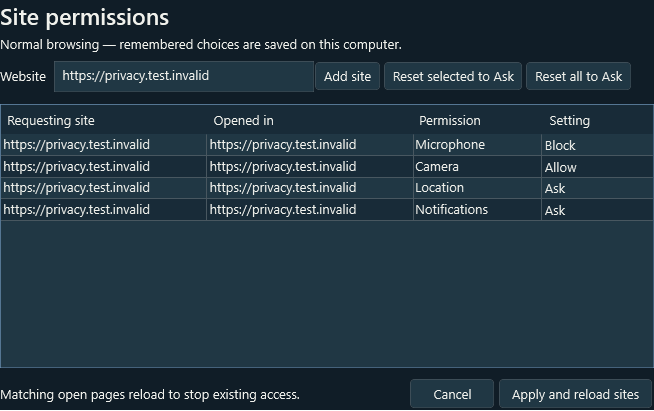 Site permissions
Normal browsing — remembered choices are saved on this computer.
Website https://privacy.test.invalid Add site Reset selected to Ask Reset all to Ask
Requesting site Opened in Permission Setting
https://privacy.test.invalid https://privacy.test.invalid Microphone Block
https://privacy.test.invalid https://privacy.test.invalid Camera Allow
https://privacy.test.invalid https://privacy.test.invalid Location Ask
https://privacy.test.invalid https://privacy.test.invalid Notifications Ask
Matching open pages reload to stop existing access. Cancel Apply and reload sites